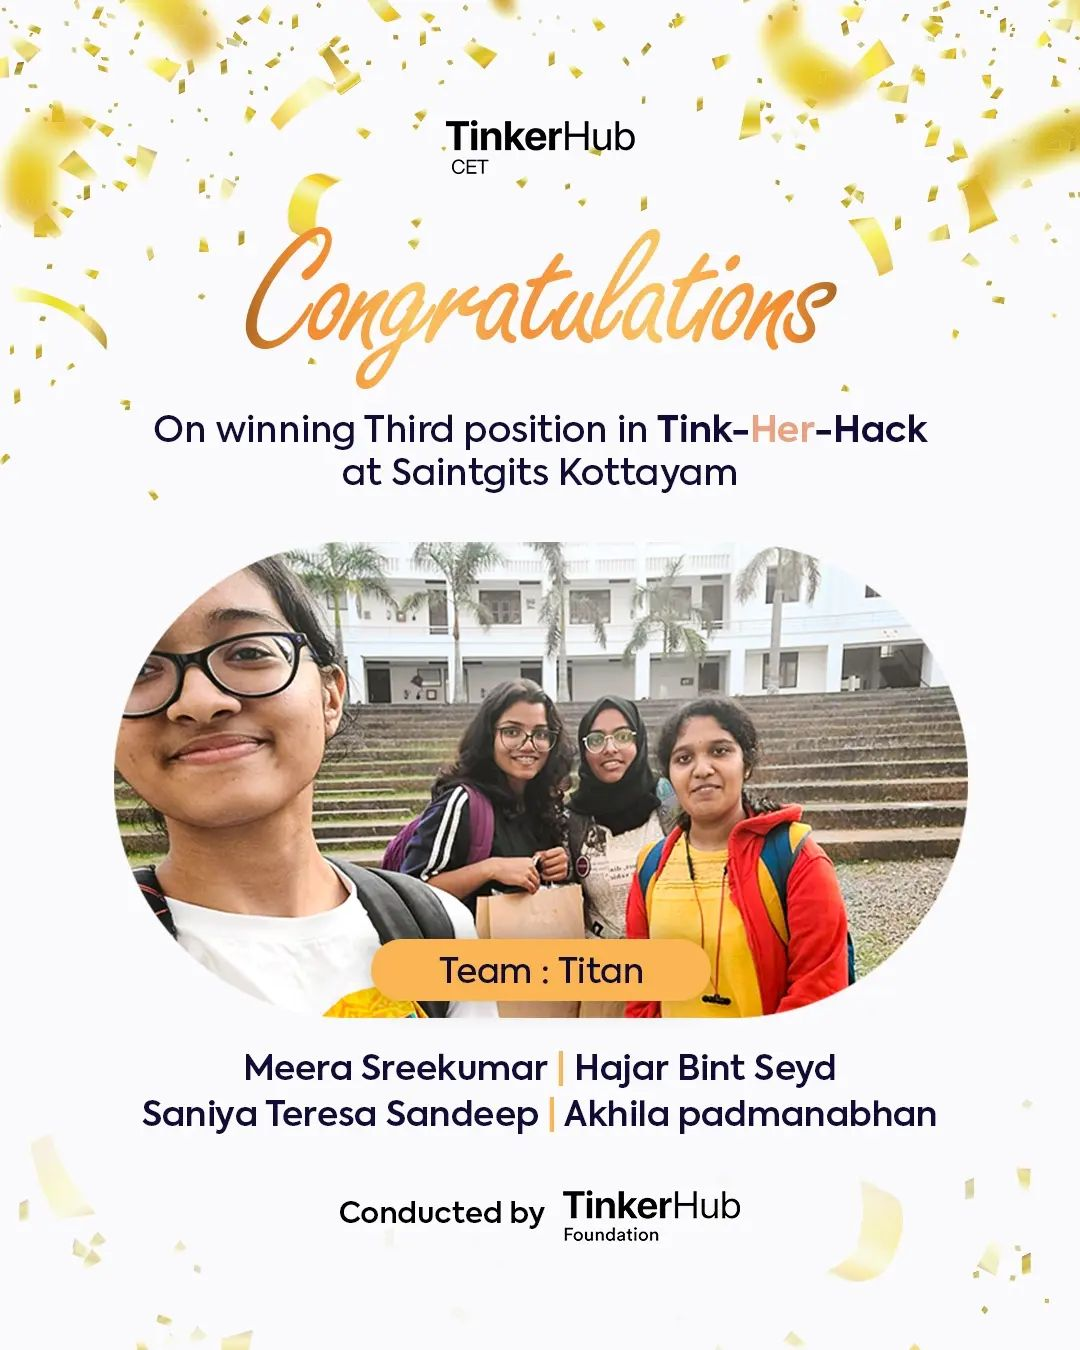 TinkerHub
CET
Congratulations
On winning Third position in Tink-Her-Hack
at Saintgits Kottayam
Team : Titan
Meera Sreekumar | Hajar Bint Seyd
Saniya Teresa Sandeep | Akhila padmanabhan
Conducted by TinkerHub
Foundation